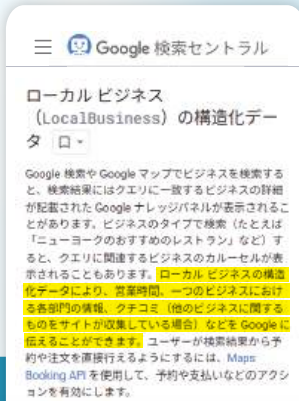 Google 検索セントラル
ローカル ビジネス
（LocalBusiness）の構造化デー
タ
Google 検索や Google マップでビジネスを検索する
と、検索結果にはクエリに一致するビジネスの詳細
が記載された Google ナレッジパネルが表示されるこ
とがあります。ビジネスのタイプで検索（たとえば
「ニューヨークのおすすめのレストラン」など）す
ると、クエリに関連するビジネスのカルーセルが表
示されることもあります。ローカル ビジネスの構造
化データにより、営業時間、一つのビジネスにおけ
る各部門の情報、クチコミ（他のビジネスに関する
ものをサイトが収集している場合）などを Google に
伝えることができます。ユーザーが検索結果から予
約や注文を直接行えるようにするには、Maps
Booking API を使用して、予約や支払いなどのアクシ
ョンを有効にします。